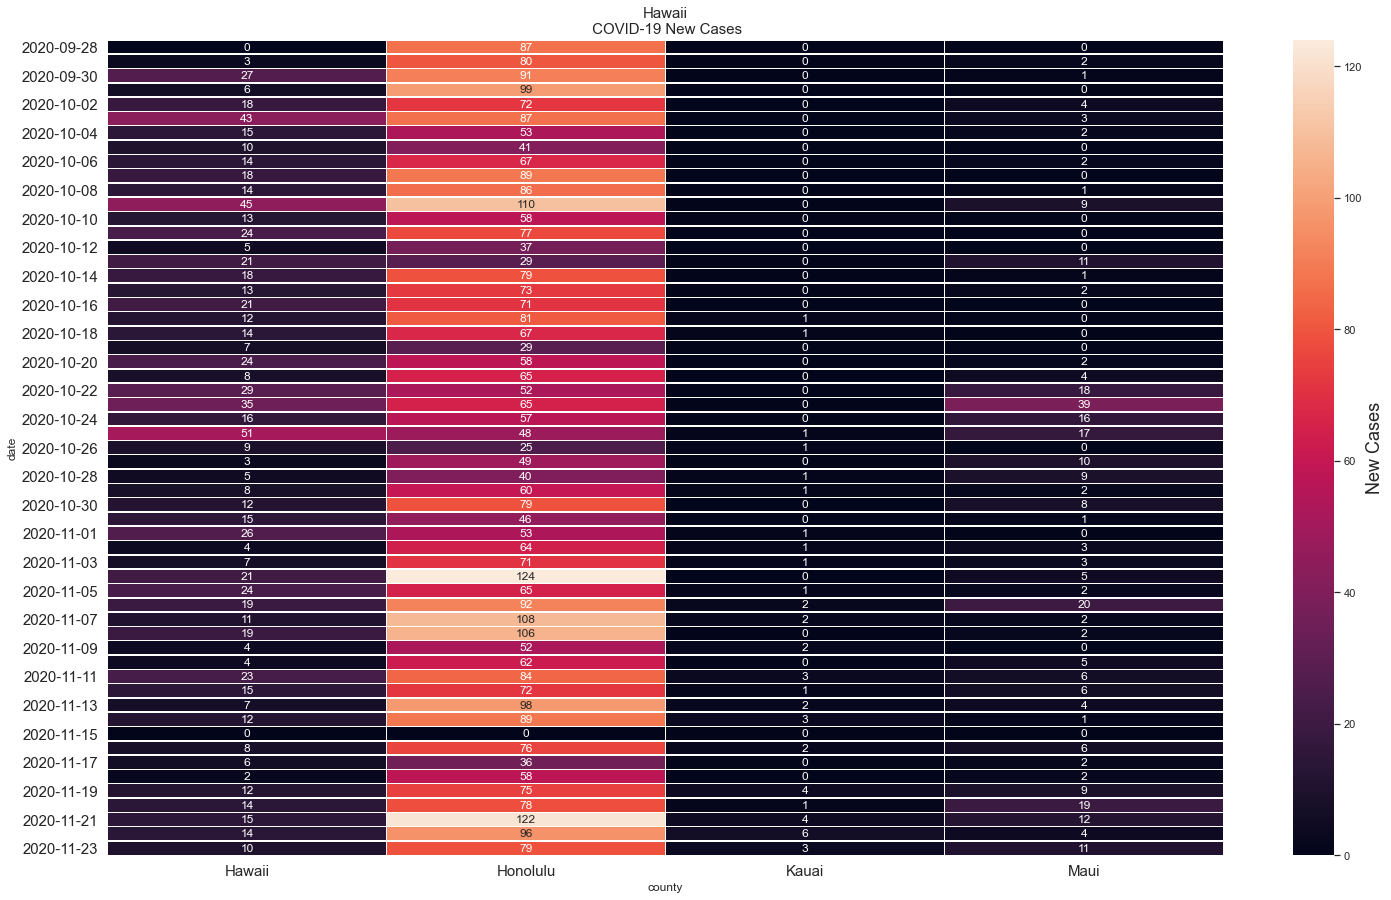 Hawaii
COVID-19 New Cases
2020-09-28 0 87 0 0
3 80 0 2
2020-09-30 27 91 0 1
6 99 0 0
2020-10-02 18 72 0 4
43 87 0 3
2020-10-04 15 53 0 2
10 41 0 0
2020-10-06 14 67 0 2
18 89 0 0
2020-10-08 14 86 0 1
45 110 0 9
2020-10-10 13 58 0 0
24 77 0 0
2020-10-12 5 37 0 0
21 29 0 11
2020-10-14 18 79 0 1
13 73 0 2
2020-10-16 21 71 0 0
12 81 1 0
2020-10-18 14 67 1 0
7 29 0 0
2020-10-20 24 58 0 2
8 65 0 4
2020-10-22 29 52 0 18
35 65 0 39
2020-10-24 16 57 0 16
51 48 1 17
2020-10-26 9 25 1 0
3 49 0 10
2020-10-28 5 40 1 9
8 60 1 2
2020-10-30 12 79 0 8
15 46 0 1
2020-11-01 26 53 1 0
4 64 1 3
2020-11-03 7 71 1 3
21 124 0 5
2020-11-05 24 65 1 2
19 92 2 20
2020-11-07 11 108 2 2
19 106 0 2
2020-11-09 4 52 2 0
4 62 0 5
2020-11-11 23 84 3 6
15 72 1 6
2020-11-13 7 98 2 4
12 89 3 1
2020-11-15 0 0 0 0
8 76 2 6
2020-11-17 6 36 0 2
2 58 0 2
2020-11-19 12 75 4 9
14 78 1 19
2020-11-21 15 122 4 12
14 96 6 4
2020-11-23 10 79 3 11
Hawaii Honolulu Kauai Maui
county
date
120
100
80
60
40
20
0
New Cases